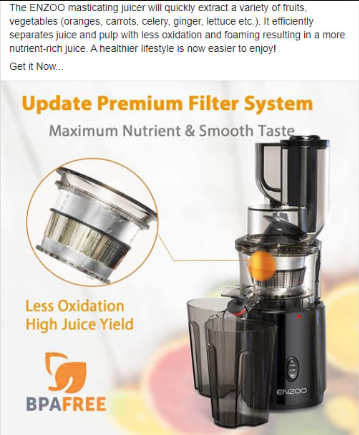 The ENZOO masticating juicer will quickly extract a variety of fruits,
vegetables (oranges, carrots, celery, ginger, lettuce etc.). It efficiently
separates juice and pulp with less oxidation and foaming resulting in a more
nutrient-rich juice. A healthier lifestyle is now easier to enjoy!
Get it Now...
Update Premium Filter System
Maximum Nutrient & Smooth Taste
Less Oxidation
High Juice Yield
BPAFREE
ENZOO